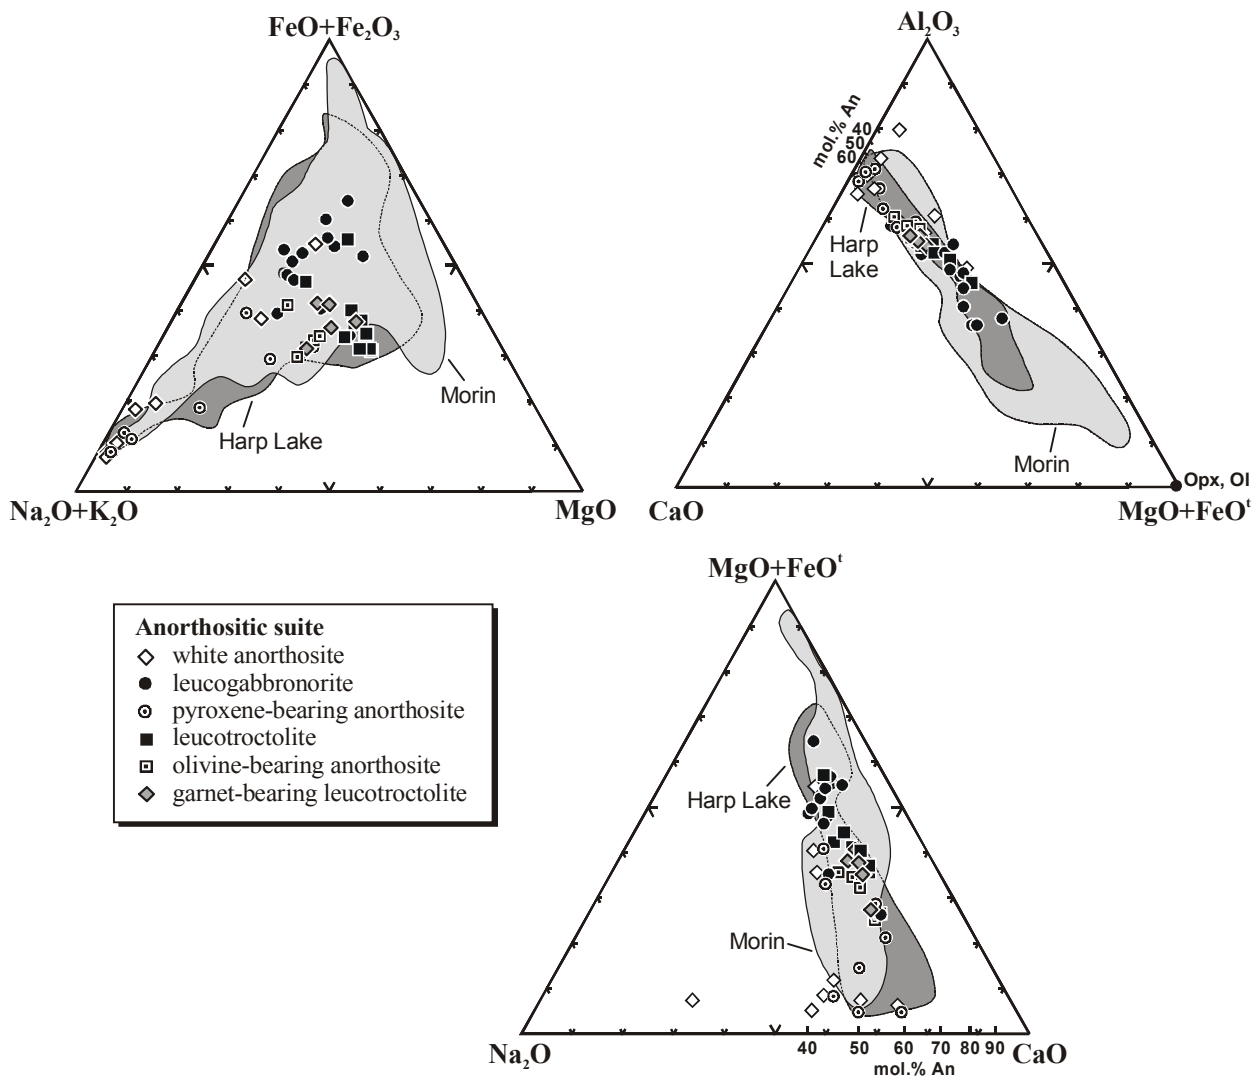 FeO+Fe₂O₃
Na₂O+K₂O
MgO
Harp Lake
Morin
Al₂O₃
mol.% An
40
50
60
Harp
Lake
Morin
CaO
Opx, Ol
MgO+FeOᵗ
MgO+FeOᵗ
Harp Lake
Morin
Na₂O
40 50 60 70 80 90
CaO
mol.% An
Anorthositic suite
white anorthosite
leucogabbronorite
pyroxene-bearing anorthosite
leucotroctolite
olivine-bearing anorthosite
garnet-bearing leucotroctolite